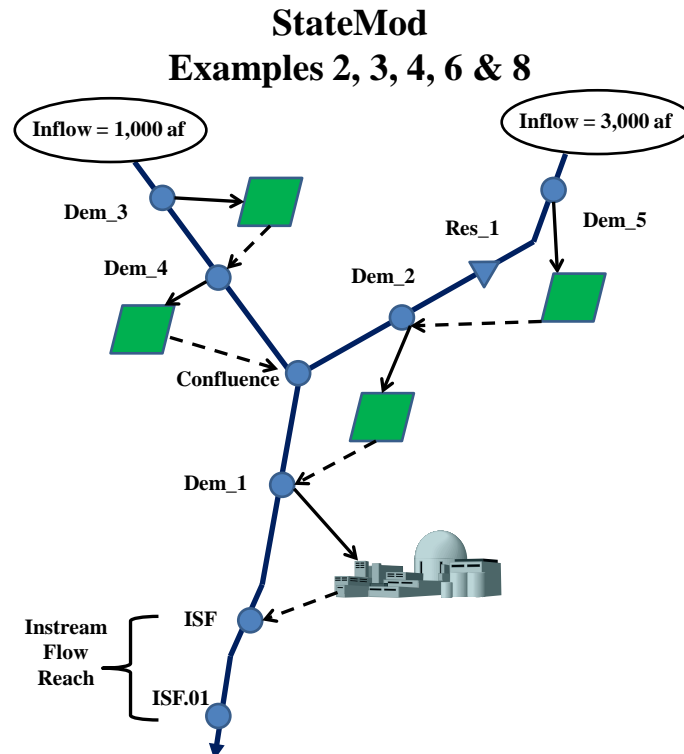 StateMod
Examples 2, 3, 4, 6 & 8
Inflow = 1,000 af
Inflow = 3,000 af
Dem_3
Dem_5
Res_1
Dem_4
Dem_2
Confluence
Dem_1
ISF
Instream
Flow
Reach
ISF.01